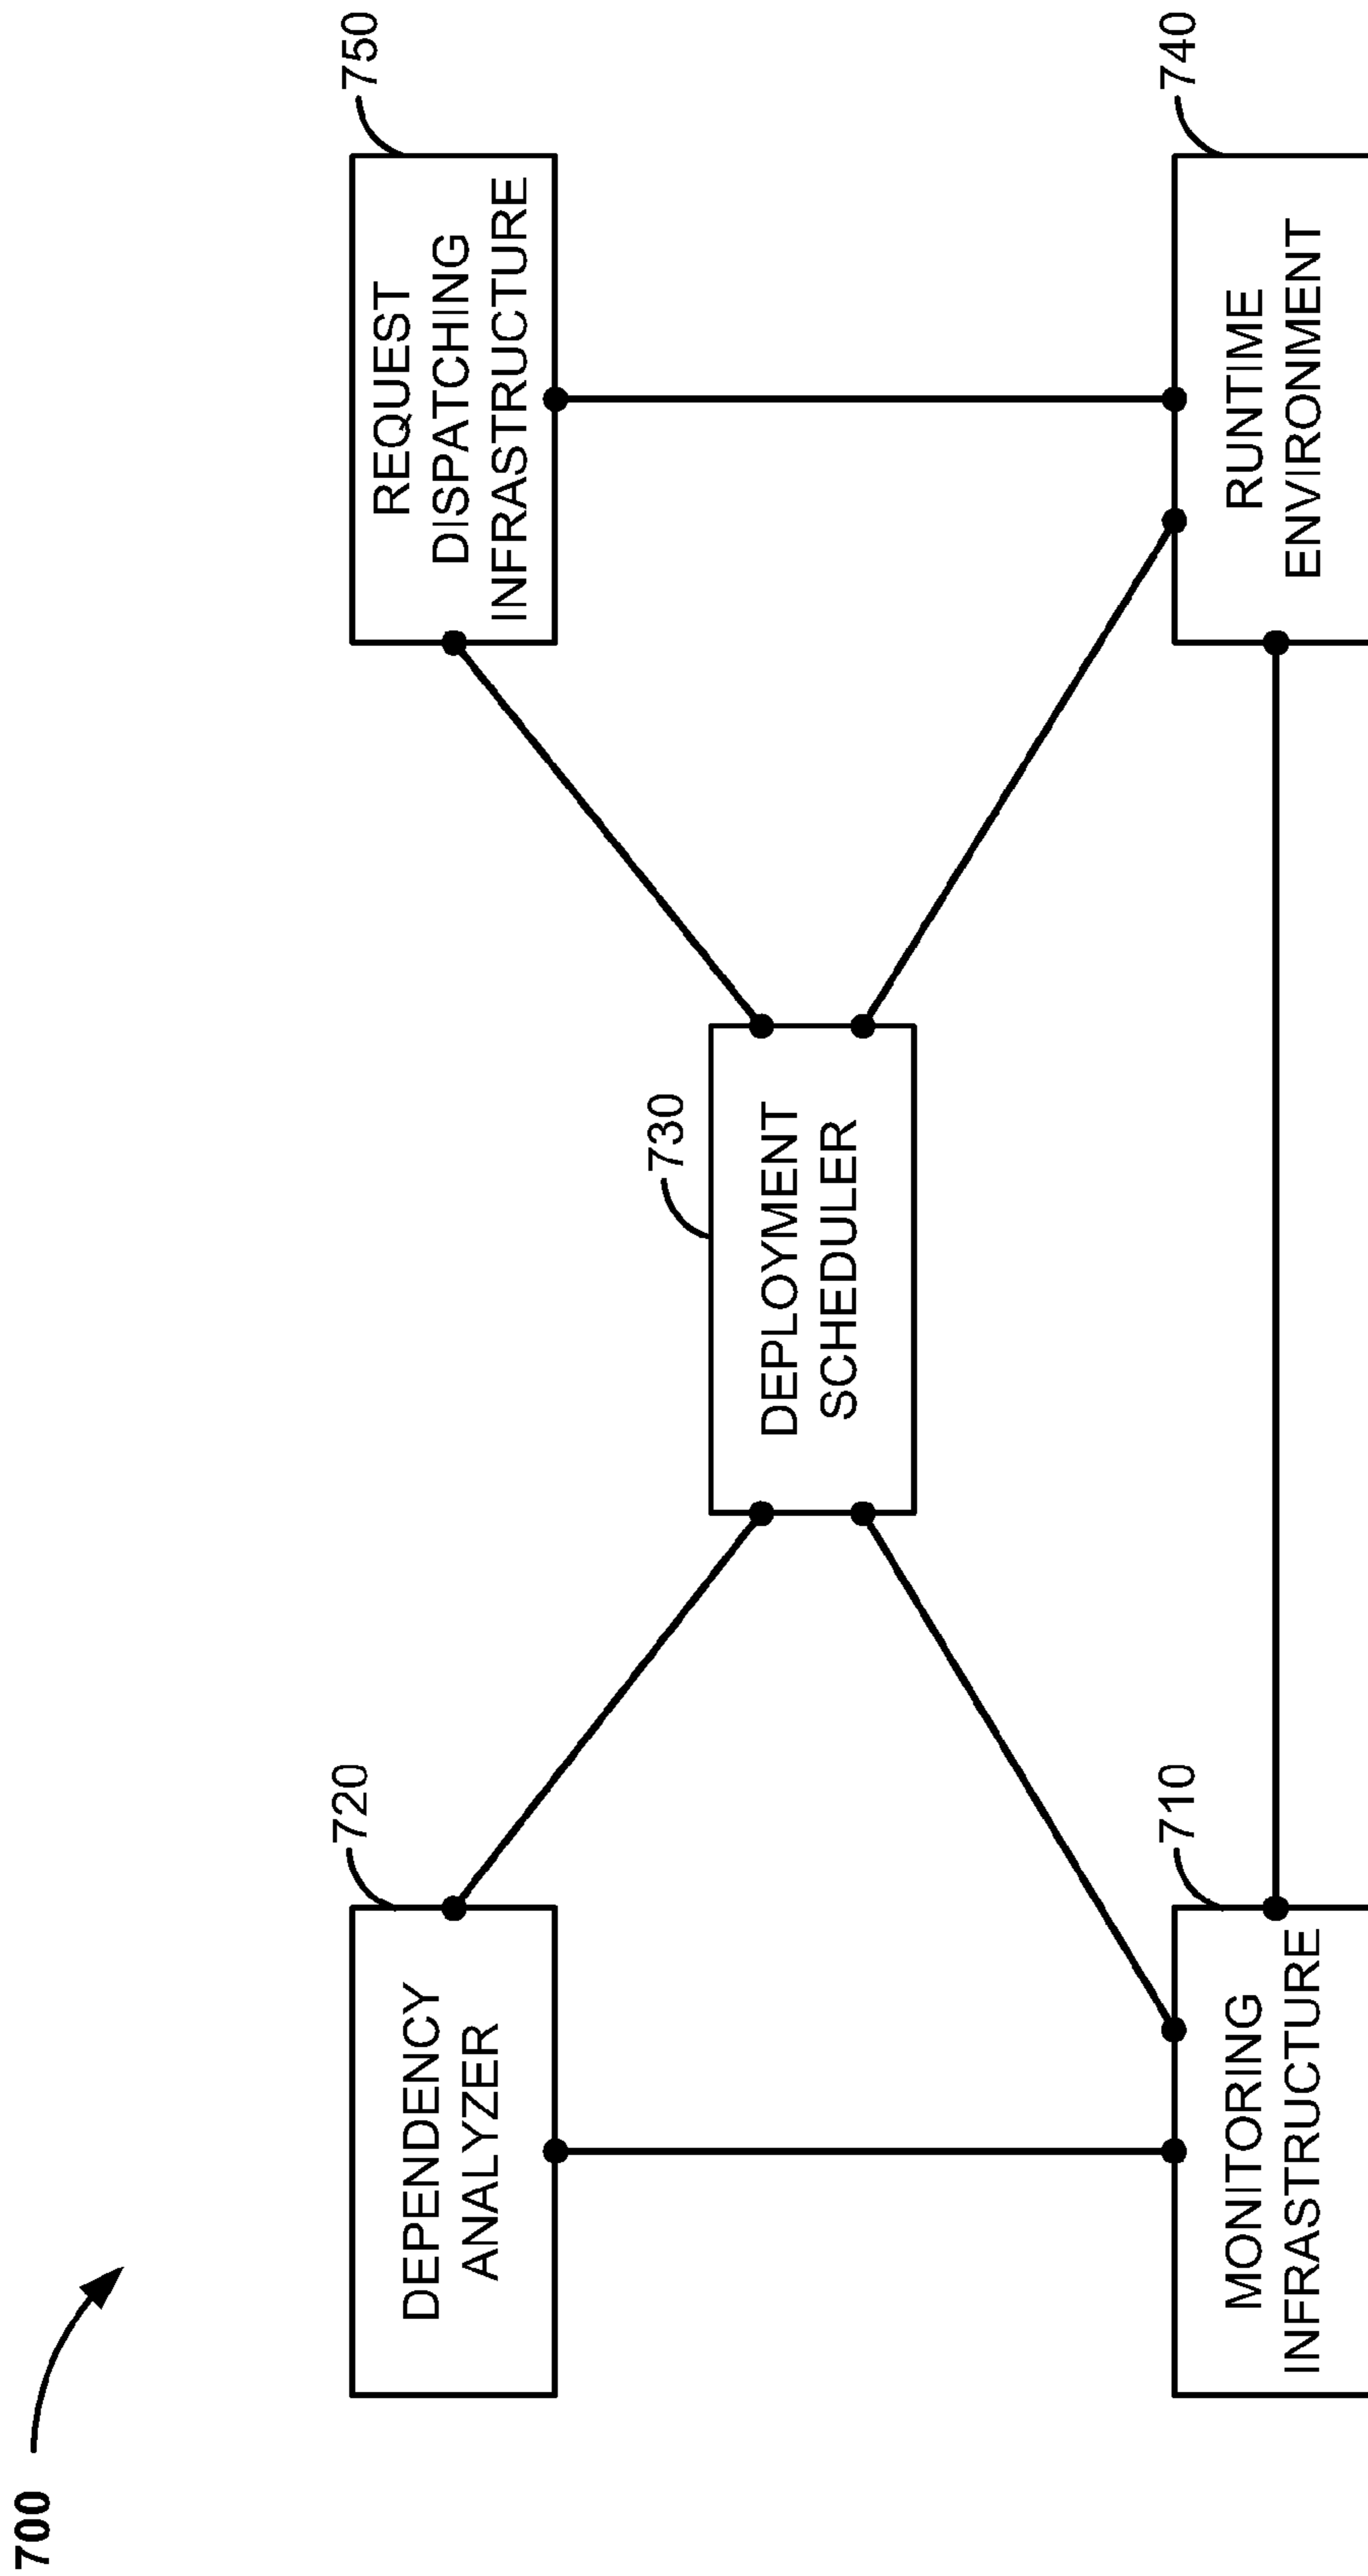 700
720
DEPENDENCY
ANALYZER
730
DEPLOYMENT
SCHEDULER
750
REQUEST
DISPATCHING
INFRASTRUCTURE
710
MONITORING
INFRASTRUCTURE
740
RUNTIME
ENVIRONMENT